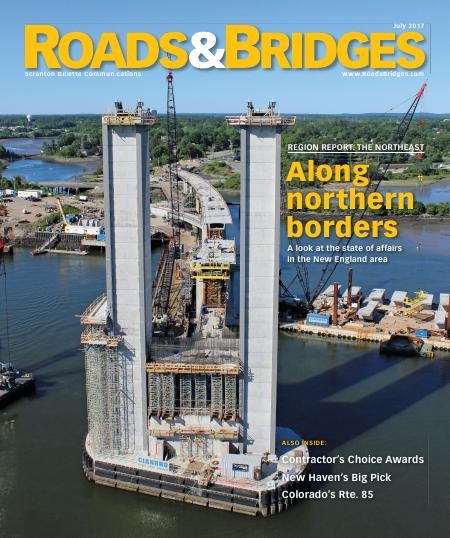 July 2017
ROADS&BRIDGES
Scranton Gillette Communications
www.RoadsBridges.com
REGION REPORT: THE NORTHEAST
Along
northern
borders
A look at the state of affairs
in the New England area
ALSO INSIDE:
Contractor's Choice Awards
New Haven's Big Pick
Colorado's Rte. 85
CIANBRO